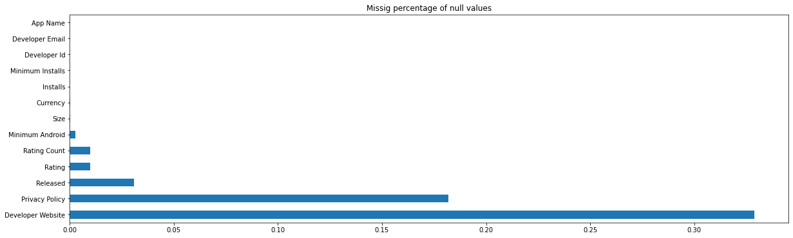 Missig percentage of null values
App Name
Developer Email
Developer Id
Minimum Installs
Installs
Currency
Size
Minimum Android
Rating Count
Rating
Released
Privacy Policy
Developer Website
0.00 0.05 0.10 0.15 0.20 0.25 0.30